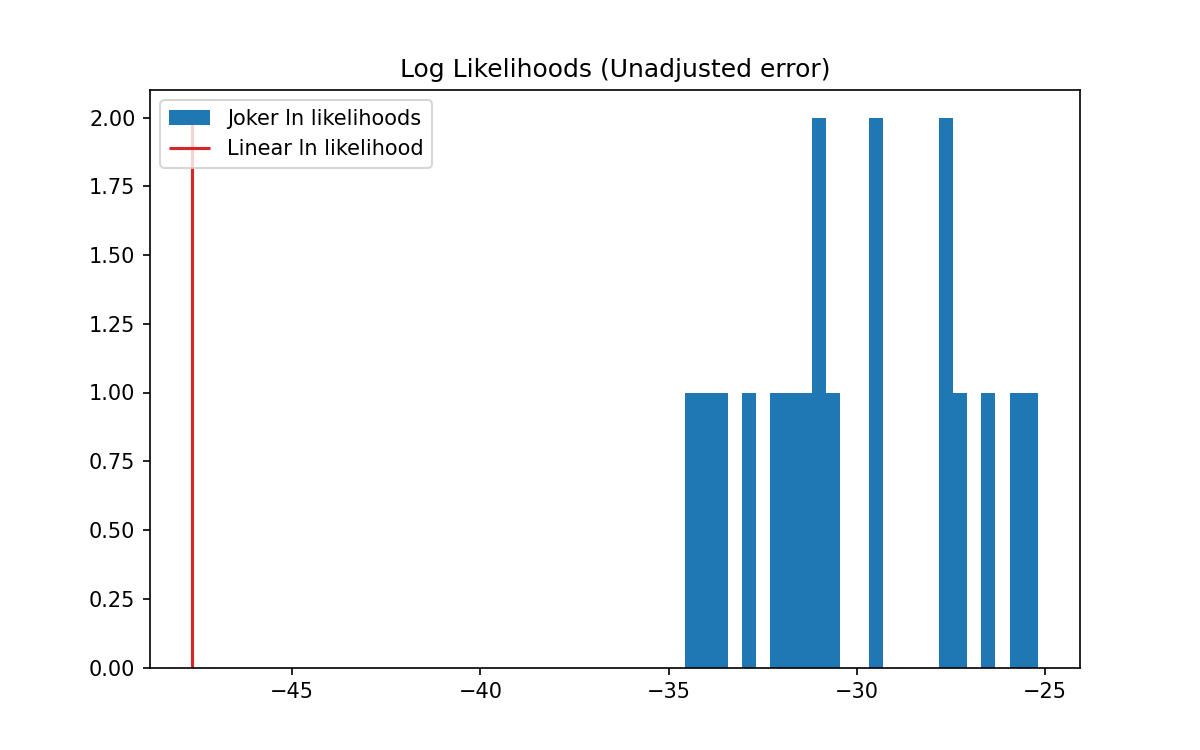 Log Likelihoods (Unadjusted error)
Joker ln likelihoods
Linear ln likelihood
2.00
1.75
1.50
1.25
1.00
0.75
0.50
0.25
0.00
−45 −40 −35 −30 −25